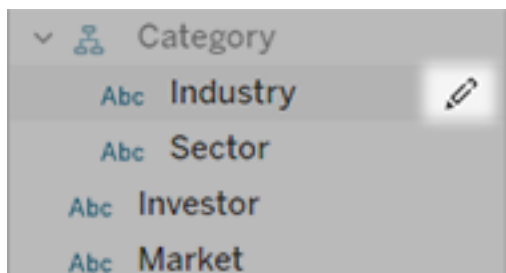 Category
Abc Industry
Abc Sector
Abc Investor
Abc Market